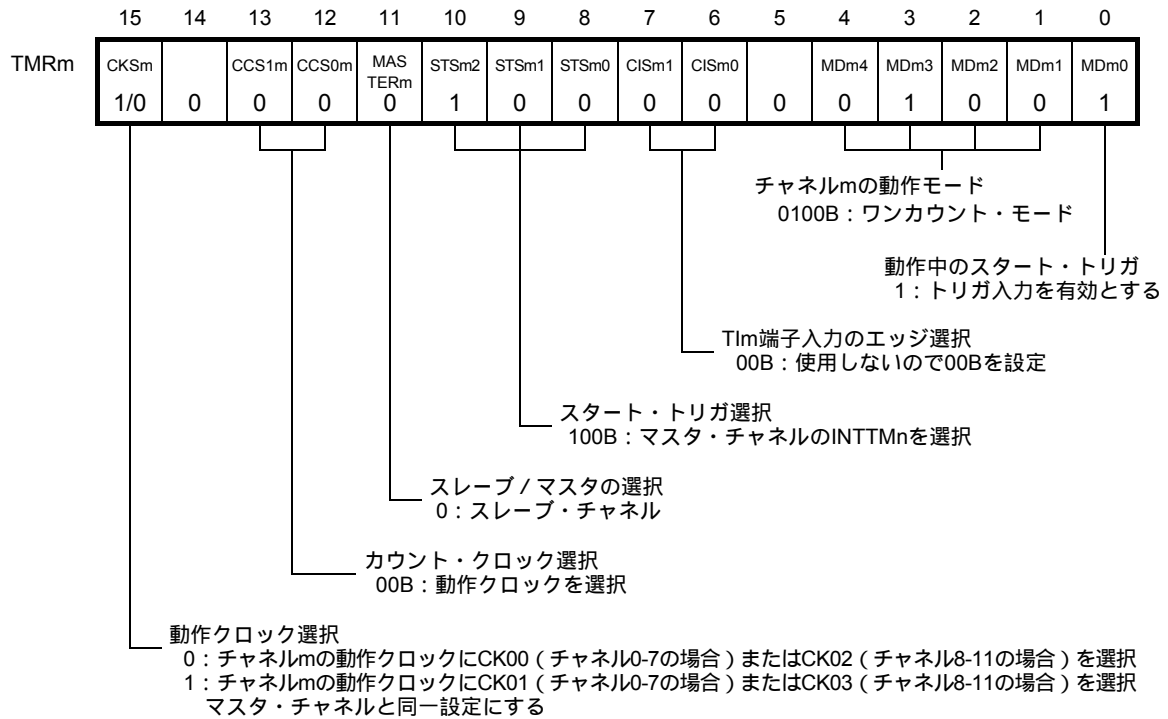 15 14 13 12 11 10 9 8 7 6 5 4 3 2 1 0
TMRm CKSm CCS1m CCS0m MAS TERm STSm2 STSm1 STSm0 CISm1 CISm0 MDm4 MDm3 MDm2 MDm1 MDm0
1/0 0 0 0 0 1 0 0 0 0 0 0 1 0 0 1
チャネルmの動作モード
0100B：ワンカウント・モード
動作中のスタート・トリガ
1：トリガ入力を有効とする
TIm端子入力のエッジ選択
00B：使用しないので00Bを設定
スタート・トリガ選択
100B：マスタ・チャネルのINTTMnを選択
スレーブ／マスタの選択
0：スレーブ・チャネル
カウント・クロック選択
00B：動作クロックを選択
動作クロック選択
0：チャネルmの動作クロックにCK00（チャネル0-7の場合）またはCK02（チャネル8-11の場合）を選択
1：チャネルmの動作クロックにCK01（チャネル0-7の場合）またはCK03（チャネル8-11の場合）を選択
マスタ・チャネルと同一設定にする